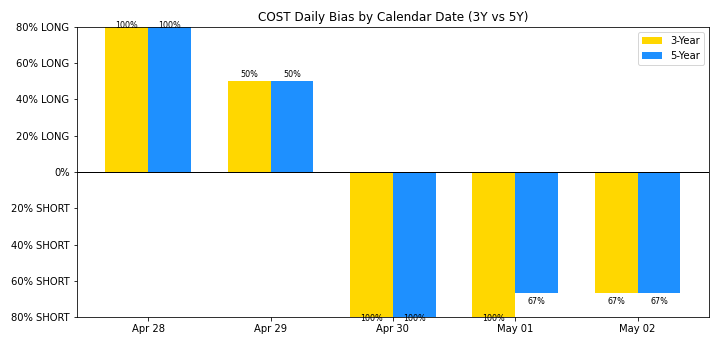 COST Daily Bias by Calendar Date (3Y vs 5Y)
80% LONG
60% LONG
40% LONG
20% LONG
0%
20% SHORT
40% SHORT
60% SHORT
80% SHORT
100%
100%
50%
50%
100%
100%
100%
67%
67%
67%
3-Year
5-Year
Apr 28
Apr 29
Apr 30
May 01
May 02